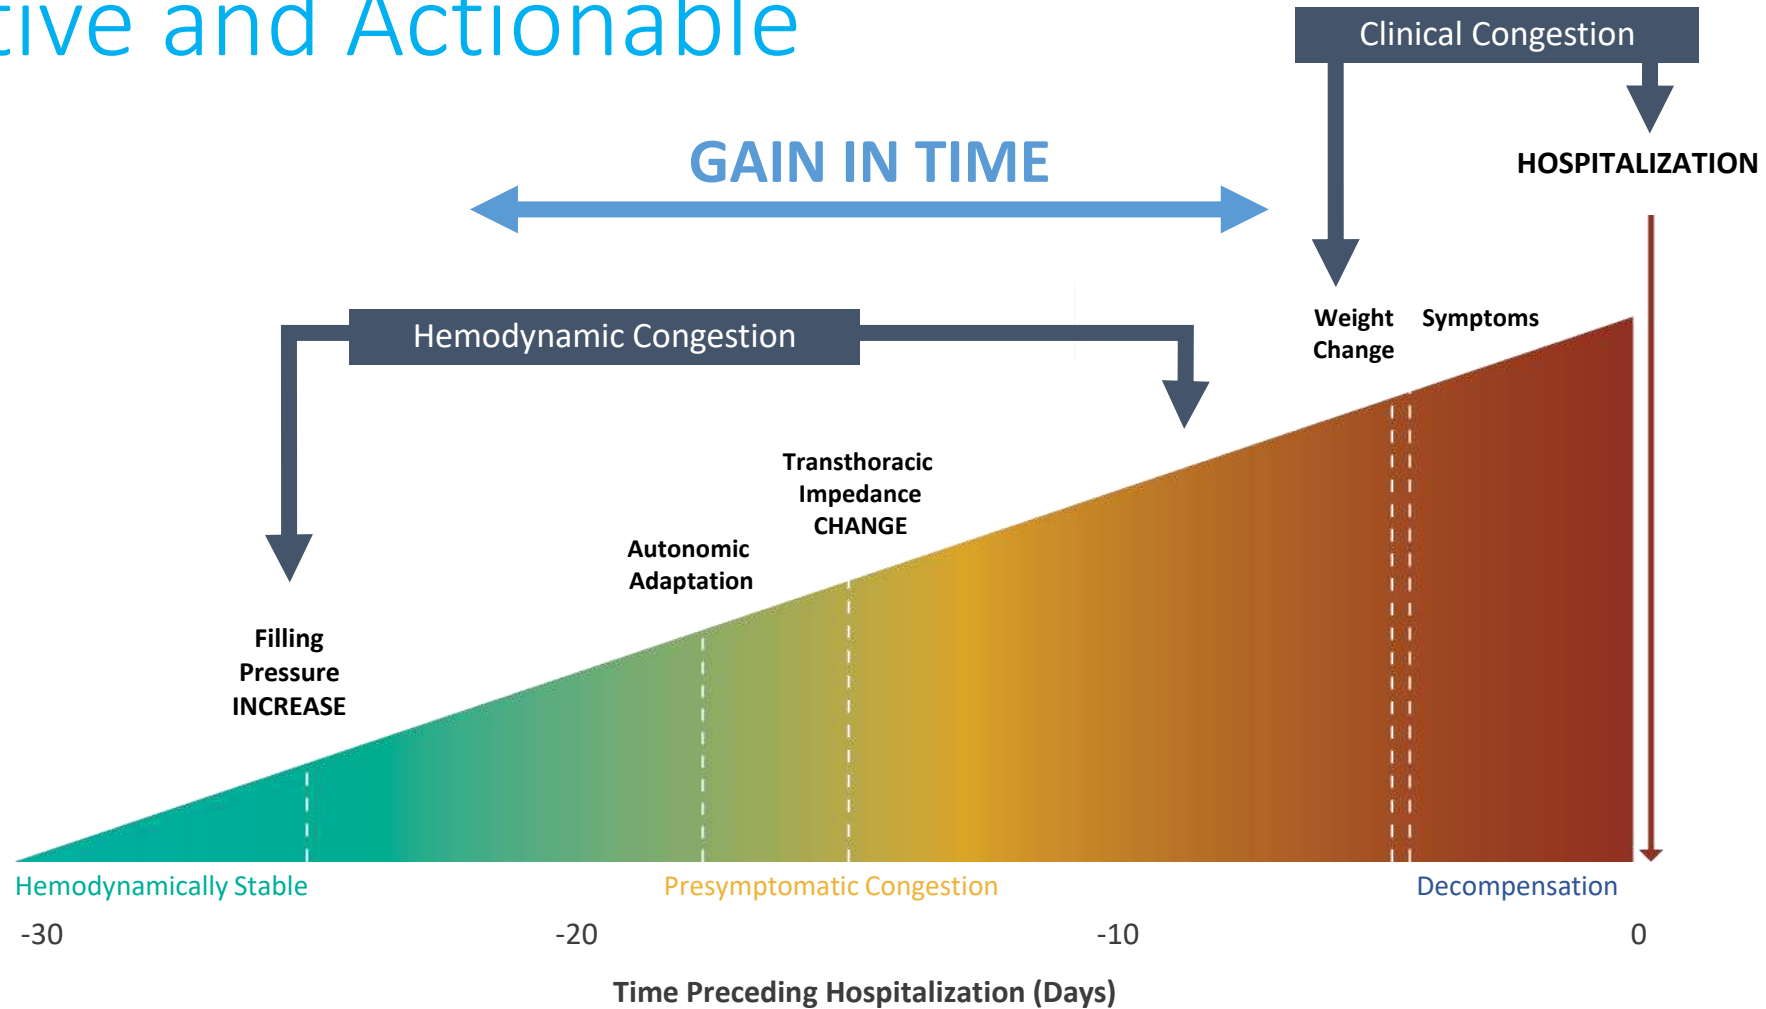 and Actionable
Clinical Congestion
GAIN IN TIME
HOSPITALIZATION
Hemodynamic Congestion
Weight
Change
Symptoms
Transthoracic
Impedance
CHANGE
Autonomic
Adaptation
Filling
Pressure
INCREASE
Hemodynamically Stable
Presymptomatic Congestion
Decompensation
-30
-20
-10
0
Time Preceding Hospitalization (Days)